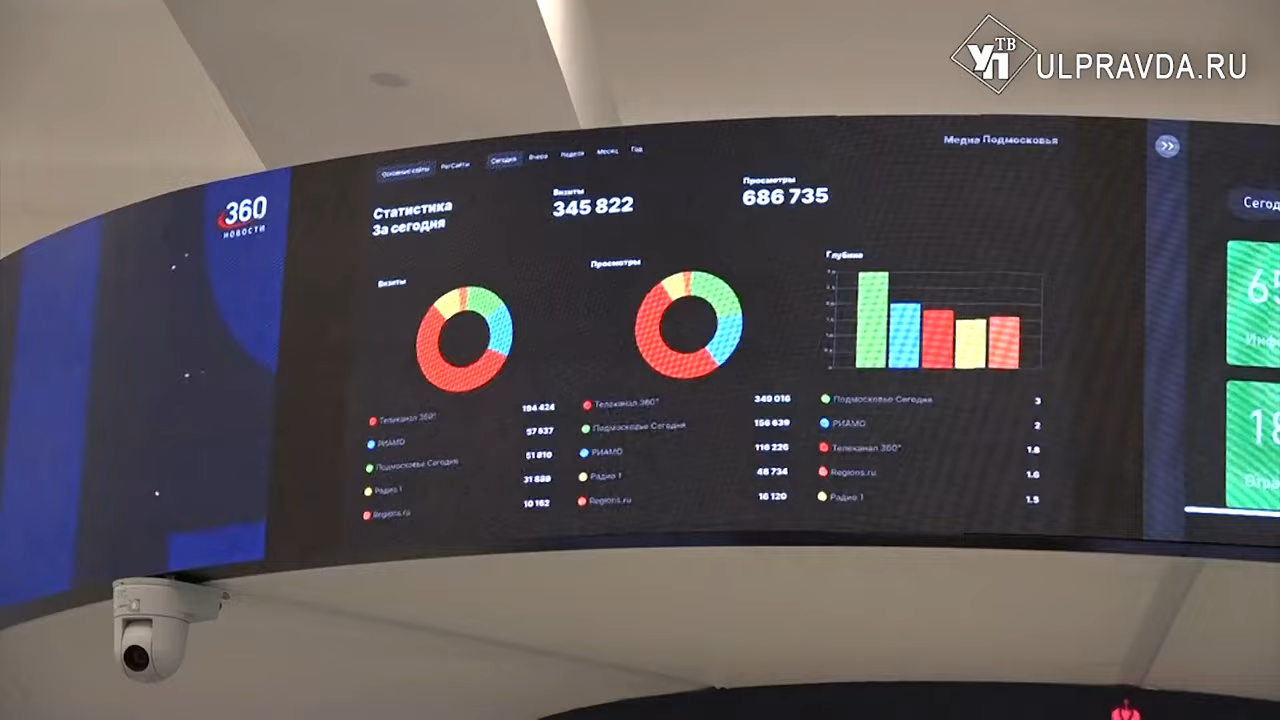 УП ТВ
ULPRAVDA.RU
360
НОВОСТИ
Основные сайты РегСайты Сегодня Вчера Неделя Месяц Год
Медиа Подмосковья
Статистика
За сегодня
Визиты
345 822
Просмотры
686 735
Визиты
Телеканал 360°
194 424
РИАМО
57 637
Подмосковье Сегодня
51 810
Радио 1
31 889
Regions.ru
10 162
Просмотры
Телеканал 360°
349 016
Подмосковье Сегодня
156 639
РИАМО
116 226
Радио 1
48 734
Regions.ru
16 120
Глубина
Подмосковье Сегодня
3
РИАМО
2
Телеканал 360°
1.8
Regions.ru
1.6
Радио 1
1.5